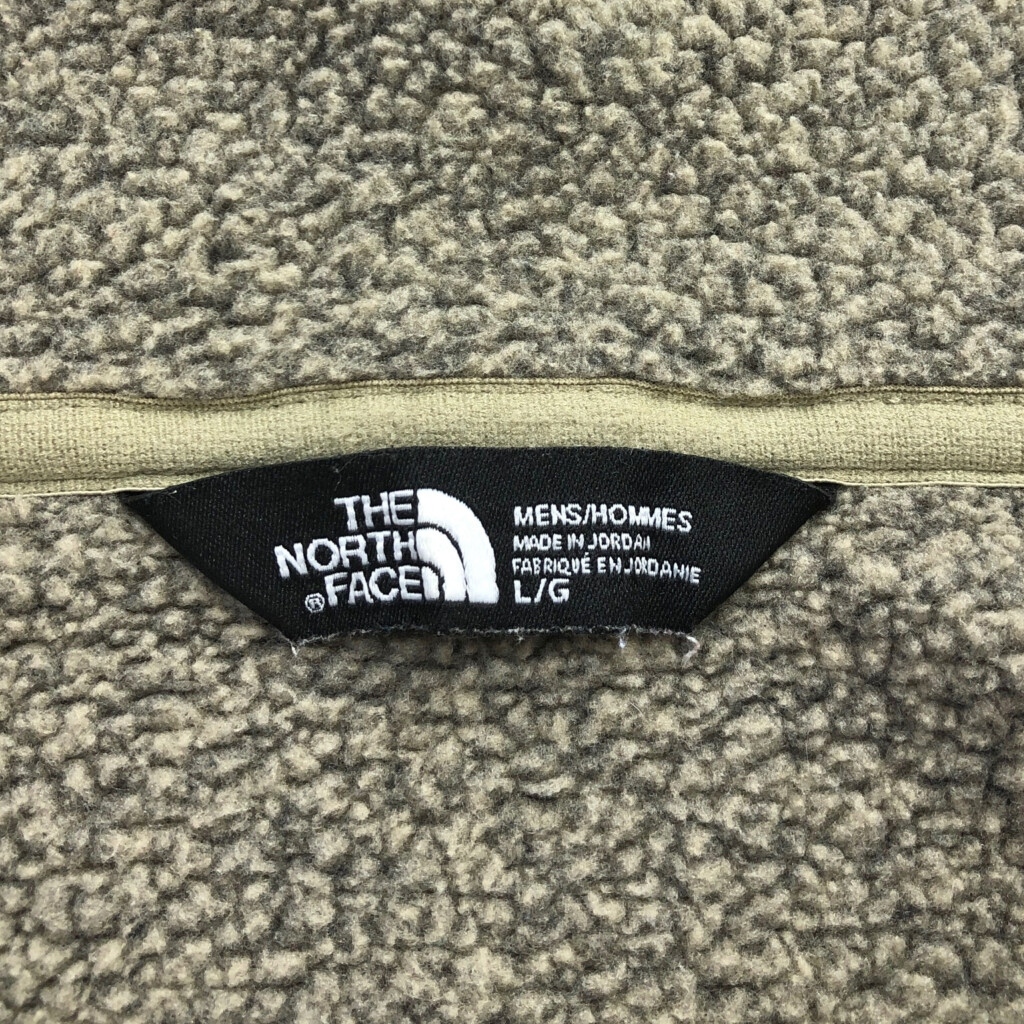 THE
NORTH
®FACE
MENS/HOMMES
MADE IN JORDAN
FABRIQUÉ EN JORDANIE
L/G